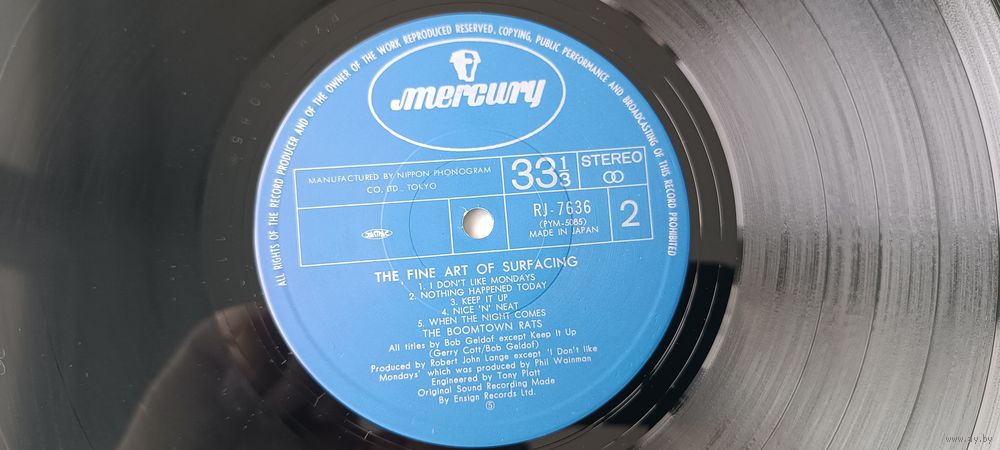 ALL RIGHTS OF THE RECORD PRODUCER AND OF THE OWNER OF THE WORK REPRODUCED RESERVED. COPYING, PUBLIC PERFORMANCE AND BROADCASTING OF THIS RECORD PROHIBITED
mercury
MANUFACTURED BY NIPPON PHONOGRAM
CO., LTD., TOKYO
33 1/3
STEREO
RJ-7636
(PYM-5085)
MADE IN JAPAN
2
THE FINE ART OF SURFACING
1. I DON'T LIKE MONDAYS
2. NOTHING HAPPENED TODAY
3. KEEP IT UP
4. NICE 'N' NEAT
5. WHEN THE NIGHT COMES
THE BOOMTOWN RATS
All titles by Bob Geldof except Keep It Up
(Gerry Cott/Bob Geldof)
Produced by Robert John Lange except 'I Don't like
Mondays' which was produced by Phil Wainman
Engineered by Tony Platt
Original Sound Recording Made
By Ensign Records Ltd.
www.ay.by